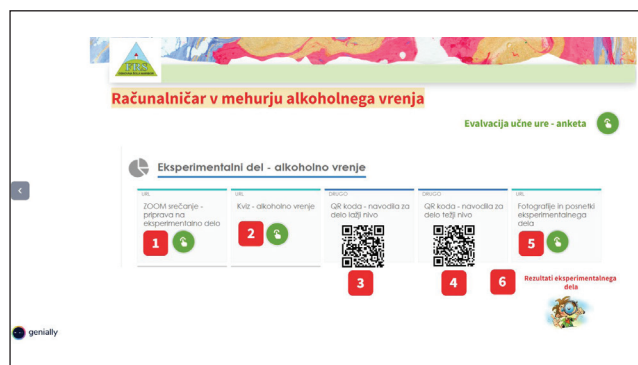 Računalničar v mehurju alkoholnega vrenja
Evalvacija učne ure - anketa
Eksperimentalni del - alkoholno vrenje
URL
ZOOM srečanje -
priprava na
eksperimentalno delo
1
URL
Kviz - alkoholno vrenje
2
DRUGO
QR koda - navodila za
delo lažji nivo
3
DRUGO
QR koda - navodila za
delo težji nivo
4
URL
Fotografije in posnetki
eksperimentalnega
dela
5
6
Rezultati eksperimentalnega
dela
genially